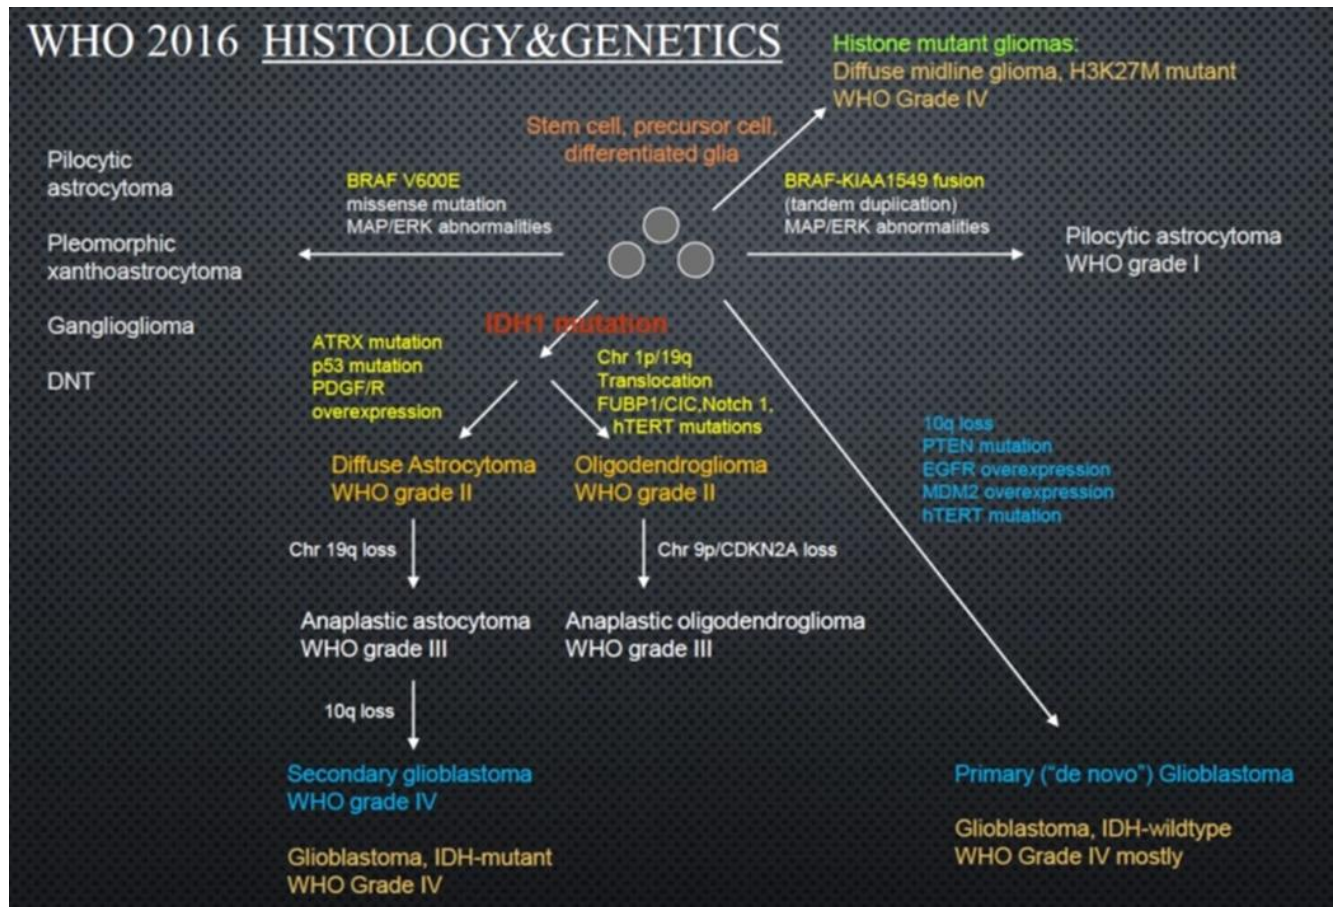 WHO 2016 HISTOLOGY&GENETICS
Histone mutant gliomas:
Diffuse midline glioma, H3K27M mutant
WHO Grade IV
Stem cell, precursor cell,
differentiated glia
Pilocytic
astrocytoma
Pleomorphic
xanthoastrocytoma
Ganglioglioma
DNT
BRAF V600E
missense mutation
MAP/ERK abnormalities
BRAF-KIAA1549 fusion
(tandem duplication)
MAP/ERK abnormalities
Pilocytic astrocytoma
WHO grade I
IDH1 mutation
ATRX mutation
p53 mutation
PDGF/R
overexpression
Chr 1p/19q
Translocation
FUBP1/CIC,Notch 1,
hTERT mutations
10q loss
PTEN mutation
EGFR overexpression
MDM2 overexpression
hTERT mutation
Diffuse Astrocytoma
WHO grade II
Oligodendroglioma
WHO grade II
Chr 19q loss
Chr 9p/CDKN2A loss
Anaplastic astocytoma
WHO grade III
Anaplastic oligodendroglioma
WHO grade III
10q loss
Secondary glioblastoma
WHO grade IV
Glioblastoma, IDH-mutant
WHO Grade IV
Primary ("de novo") Glioblastoma
Glioblastoma, IDH-wildtype
WHO Grade IV mostly